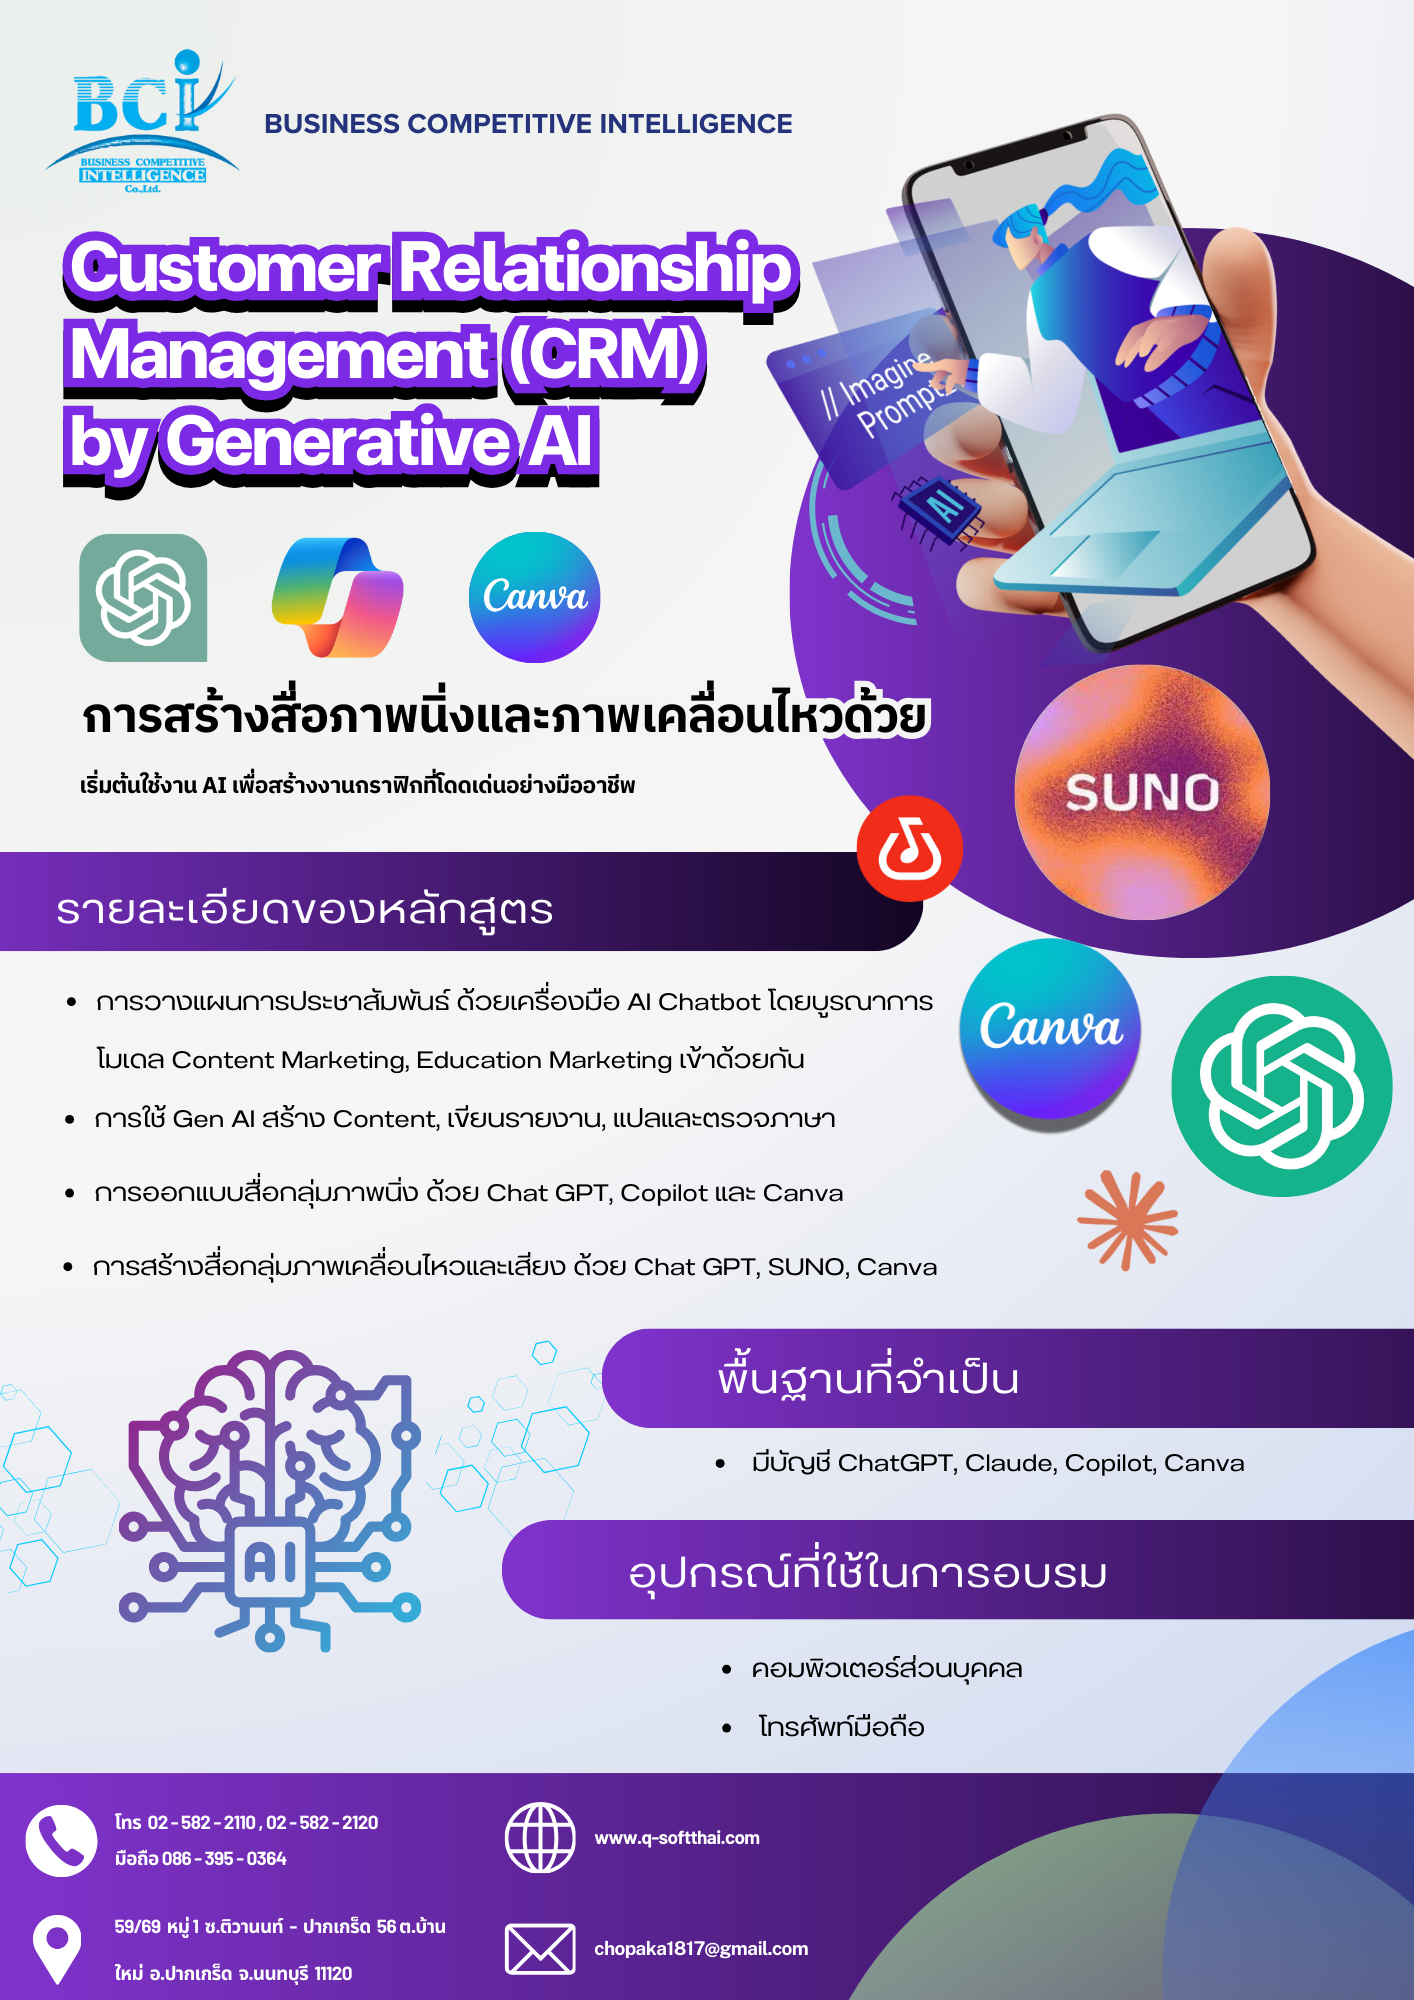 BCi
BUSINESS COMPETITIVE
INTELLIGENCE
Co.,Ltd.
BUSINESS COMPETITIVE INTELLIGENCE
Customer Relationship
Management (CRM)
by Generative AI
// Imagine
Prompt_
AI
Canva
การสร้างสื่อภาพนิ่งและภาพเคลื่อนไหวด้วย
เริ่มต้นใช้งาน AI เพื่อสร้างงานกราฟิกที่โดดเด่นอย่างมืออาชีพ
SUNO
รายละเอียดของหลักสูตร
• การวางแผนการประชาสัมพันธ์ ด้วยเครื่องมือ AI Chatbot โดยบูรณาการ
โมเดล Content Marketing, Education Marketing เข้าด้วยกัน
• การใช้ Gen AI สร้าง Content, เขียนรายงาน, แปลและตรวจภาษา
• การออกแบบสื่อกลุ่มภาพนิ่ง ด้วย Chat GPT, Copilot และ Canva
• การสร้างสื่อกลุ่มภาพเคลื่อนไหวและเสียง ด้วย Chat GPT, SUNO, Canva
Canva
พื้นฐานที่จำเป็น
• มีบัญชี ChatGPT, Claude, Copilot, Canva
AI
อุปกรณ์ที่ใช้ในการอบรม
• คอมพิวเตอร์ส่วนบุคคล
• โทรศัพท์มือถือ
โทร 02 - 582 - 2110 , 02 - 582 - 2120
มือถือ 086 - 395 - 0364
www.q-softthai.com
59/69 หมู่ 1 ซ.ติวานนท์ - ปากเกร็ด 56 ต.บ้าน
ใหม่ อ.ปากเกร็ด จ.นนทบุรี 11120
chopaka1817@gmail.com